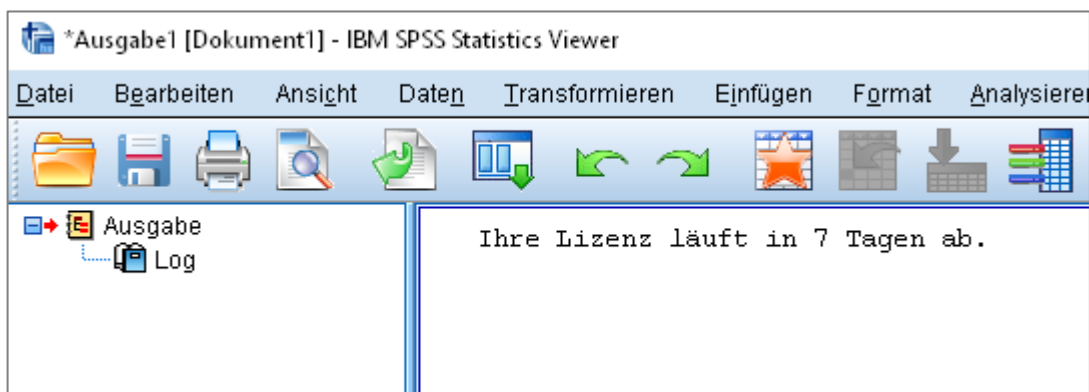 *Ausgabe1 [Dokument1] - IBM SPSS Statistics Viewer
Datei Bearbeiten Ansicht Daten Transformieren Einfügen Format Analysieren
Ausgabe
Log
Ihre Lizenz läuft in 7 Tagen ab.